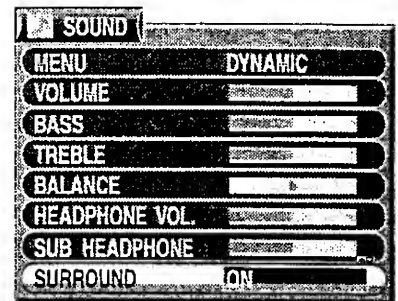 SOUND
MENU DYNAMIC
VOLUME
BASS
TREBLE
BALANCE
HEADPHONE VOL.
SUB HEADPHONE
SURROUND ON